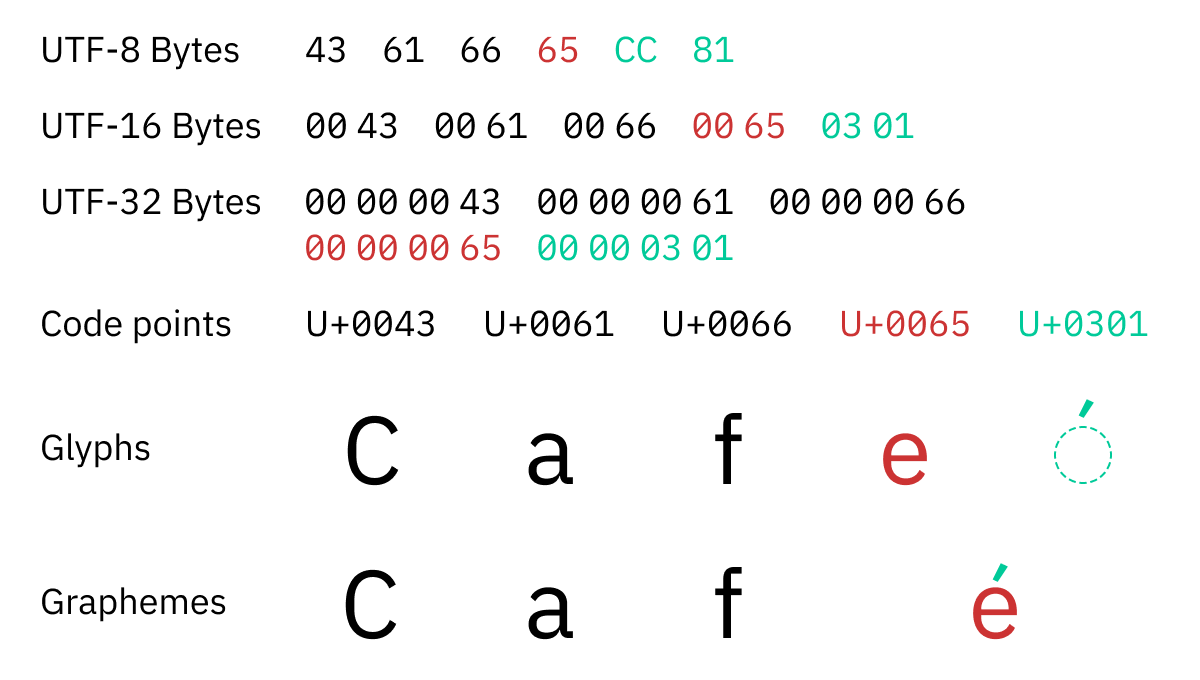 UTF-8 Bytes 43 61 66 65 CC 81
UTF-16 Bytes 00 43 00 61 00 66 00 65 03 01
UTF-32 Bytes 00 00 00 43 00 00 00 61 00 00 00 66
00 00 00 65 00 00 03 01
Code points U+0043 U+0061 U+0066 U+0065 U+0301
Glyphs C a f e ◌́
Graphemes C a f é